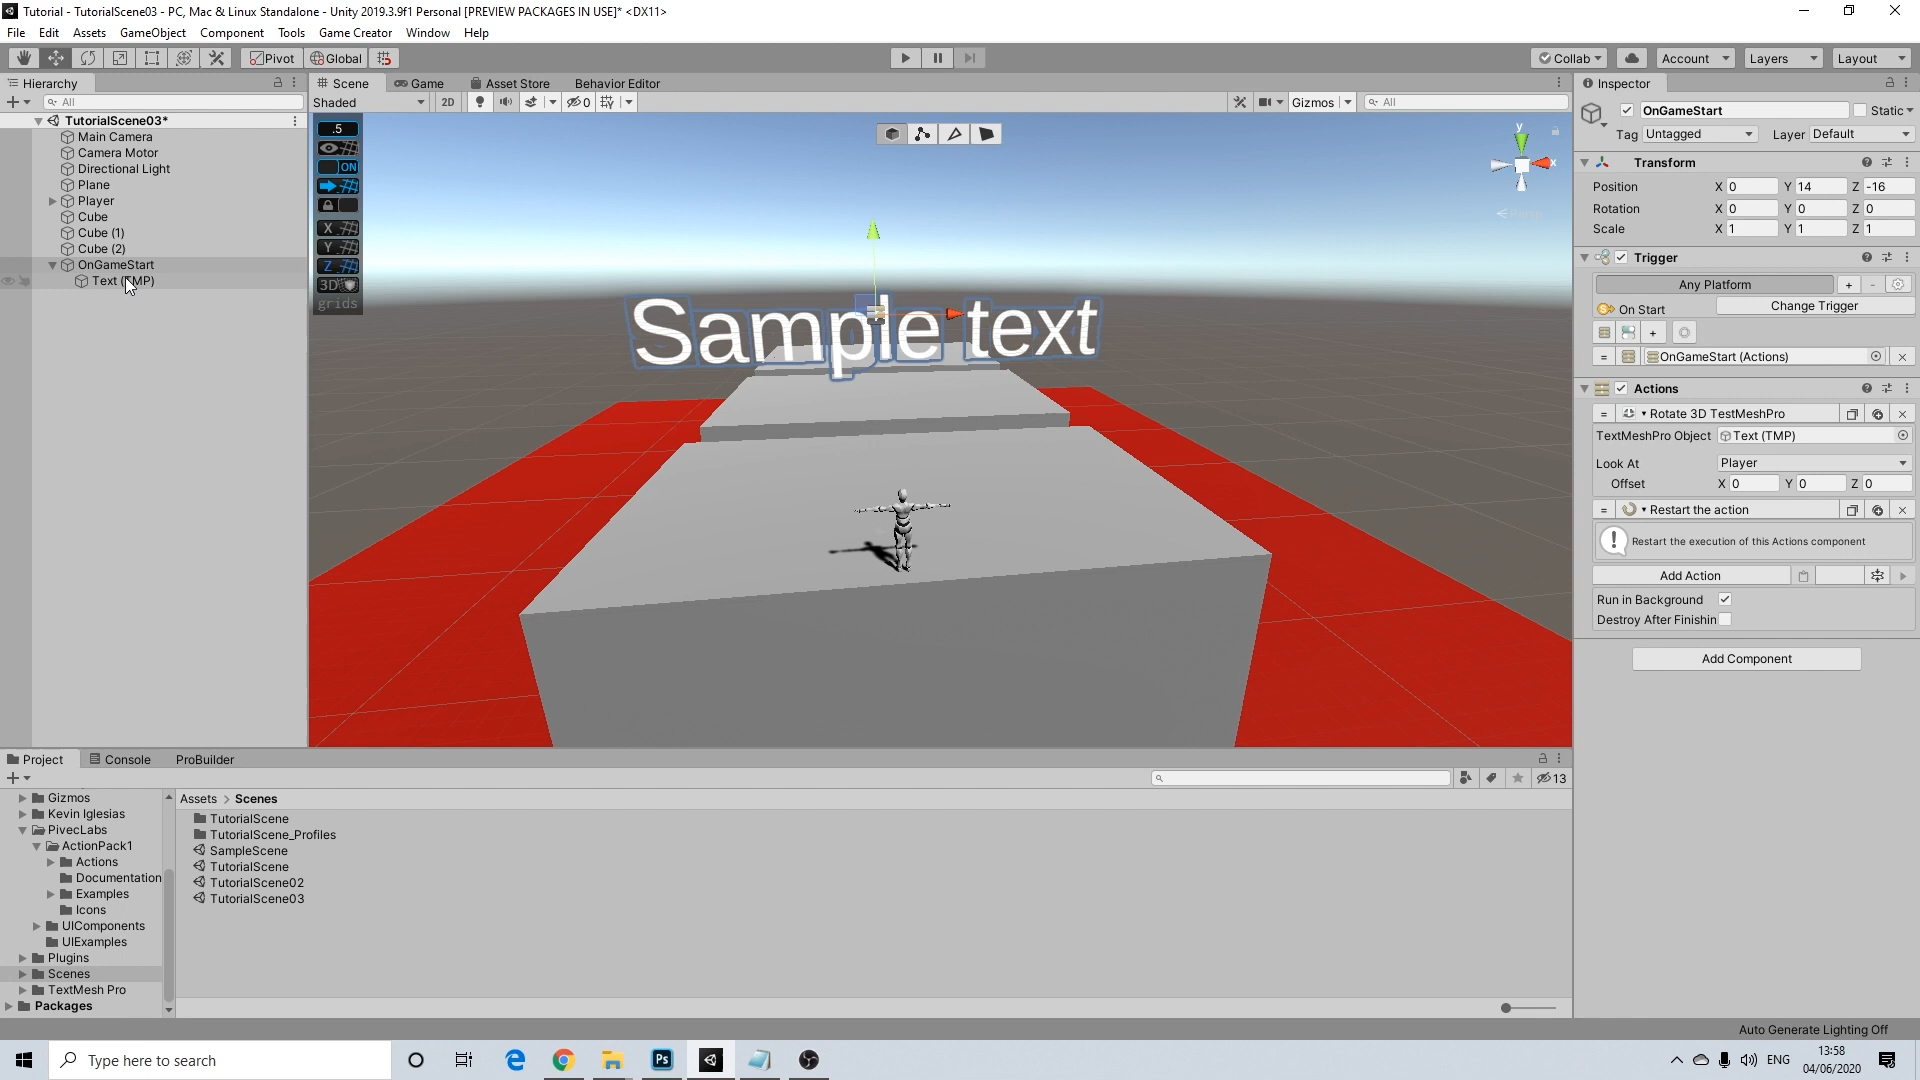 Tutorial - TutorialScene03 - PC, Mac & Linux Standalone - Unity 2019.3.9f1 Personal [PREVIEW PACKAGES IN USE]* <DX11>
File Edit Assets GameObject Component Tools Game Creator Window Help
Pivot Global Collab Account Layers Layout
Hierarchy
All
TutorialScene03*
Main Camera
Camera Motor
Directional Light
Plane
Player
Cube
Cube (1)
Cube (2)
OnGameStart
Text (TMP)
Scene Game Asset Store Behavior Editor
Shaded 2D 0 Gizmos All
.5
ON
X
Y
Z
3D
grids
y
x
Persp
Sample text
Inspector
OnGameStart Static
Tag Untagged Layer Default
Transform
Position X 0 Y 14 Z -16
Rotation X 0 Y 0 Z 0
Scale X 1 Y 1 Z 1
Trigger
Any Platform + -
On Start Change Trigger
+
= OnGameStart (Actions)
Actions
= Rotate 3D TestMeshPro
TextMeshPro Object Text (TMP)
Look At Player
Offset X 0 Y 0 Z 0
= Restart the action
Restart the execution of this Actions component
Add Action
Run in Background
Destroy After Finishin
Add Component
Project Console ProBuilder
13
Gizmos
Kevin Iglesias
PivecLabs
ActionPack1
Actions
Documentation
Examples
Icons
UIComponents
UIExamples
Plugins
Scenes
TextMesh Pro
Packages
Assets > Scenes
TutorialScene
TutorialScene_Profiles
SampleScene
TutorialScene
TutorialScene02
TutorialScene03
Auto Generate Lighting Off
Type here to search
Ps
ENG
13:58
04/06/2020